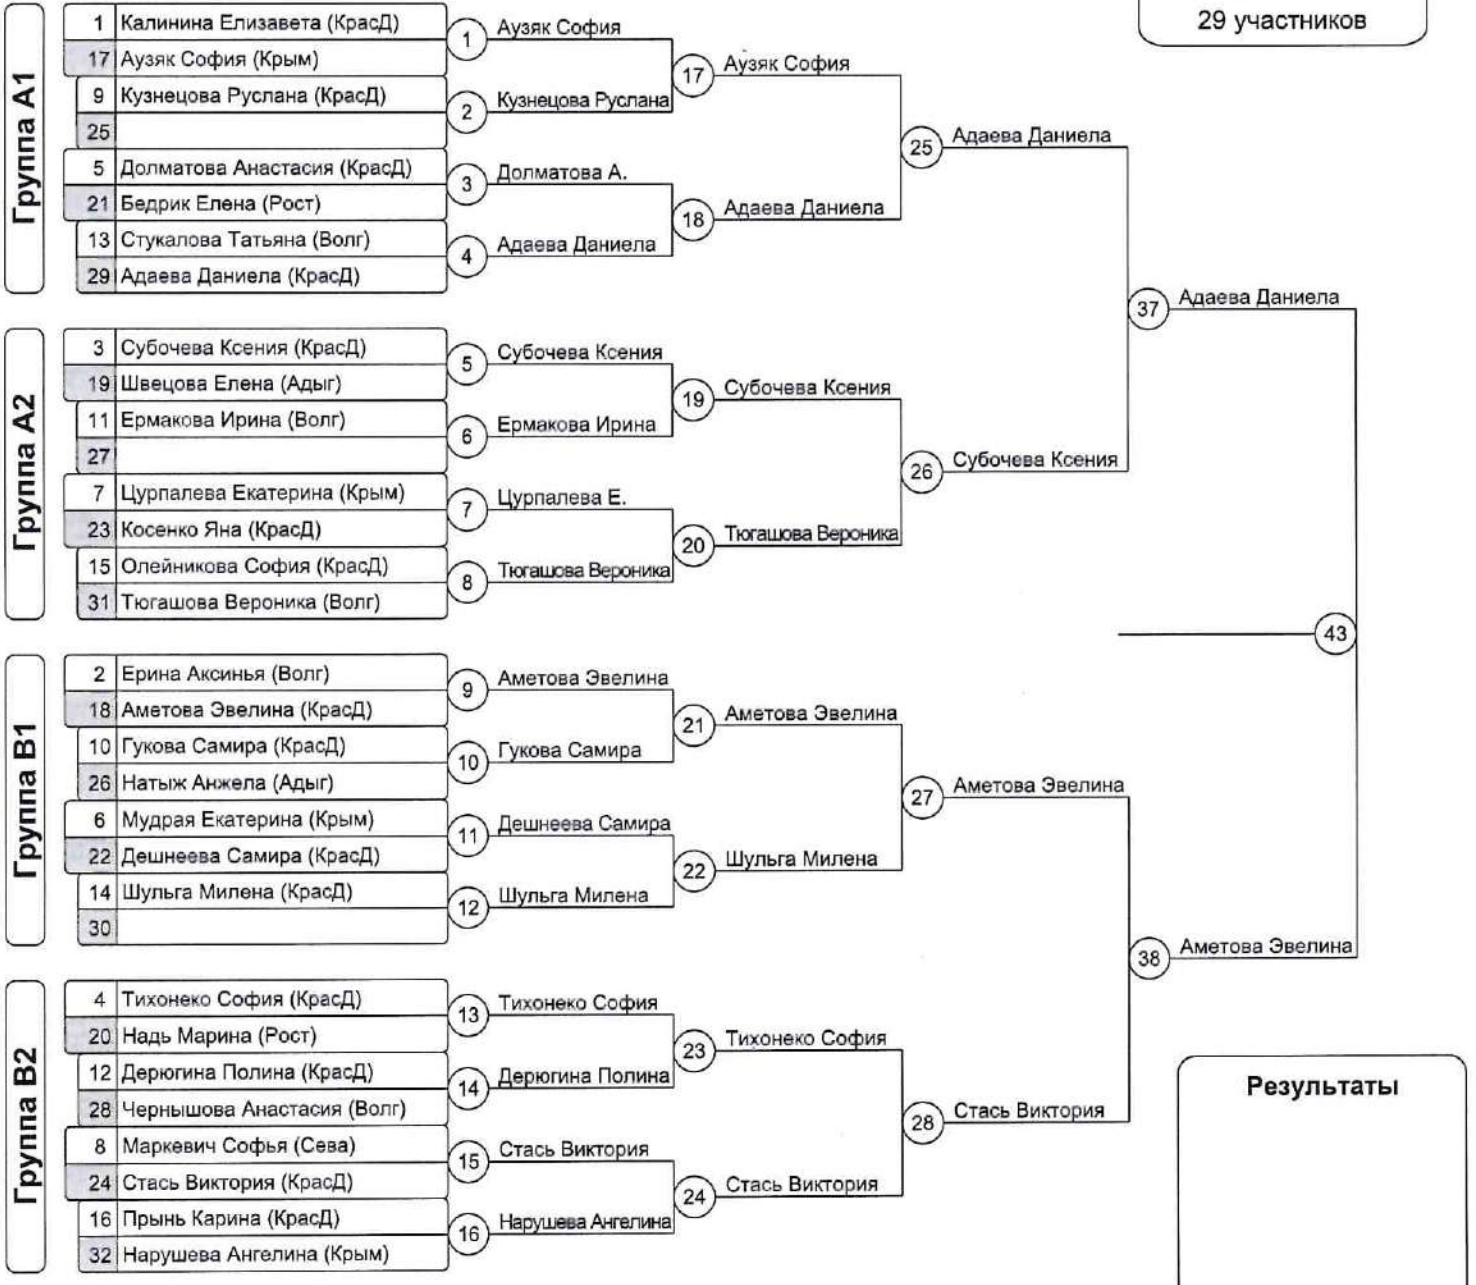 29 участников
Группа A1
1 Калинина Елизавета (КрасД)
17 Аузяк София (Крым)
9 Кузнецова Руслана (КрасД)
25
5 Долматова Анастасия (КрасД)
21 Бедрик Елена (Рост)
13 Стукалова Татьяна (Волг)
29 Адаева Даниела (КрасД)
1 Аузяк София
2 Кузнецова Руслана
3 Долматова А.
4 Адаева Даниела
17 Аузяк София
18 Адаева Даниела
25 Адаева Даниела
Группа A2
3 Субочева Ксения (КрасД)
19 Швецова Елена (Адыг)
11 Ермакова Ирина (Волг)
27
7 Цурпалева Екатерина (Крым)
23 Косенко Яна (КрасД)
15 Олейникова София (КрасД)
31 Тюгашова Вероника (Волг)
5 Субочева Ксения
6 Ермакова Ирина
7 Цурпалева Е.
8 Тюгашова Вероника
19 Субочева Ксения
20 Тюгашова Вероника
26 Субочева Ксения
37 Адаева Даниела
43
Группа B1
2 Ерина Аксинья (Волг)
18 Аметова Эвелина (КрасД)
10 Гукова Самира (КрасД)
26 Натыж Анжела (Адыг)
6 Мудрая Екатерина (Крым)
22 Дешнеева Самира (КрасД)
14 Шульга Милена (КрасД)
30
9 Аметова Эвелина
10 Гукова Самира
11 Дешнеева Самира
12 Шульга Милена
21 Аметова Эвелина
22 Шульга Милена
27 Аметова Эвелина
Группа B2
4 Тихонеко София (КрасД)
20 Надь Марина (Рост)
12 Дерюгина Полина (КрасД)
28 Чернышова Анастасия (Волг)
8 Маркевич Софья (Сева)
24 Стась Виктория (КрасД)
16 Прынь Карина (КрасД)
32 Нарушева Ангелина (Крым)
13 Тихонеко София
14 Дерюгина Полина
15 Стась Виктория
16 Нарушева Ангелина
23 Тихонеко София
24 Стась Виктория
28 Стась Виктория
38 Аметова Эвелина
Результаты